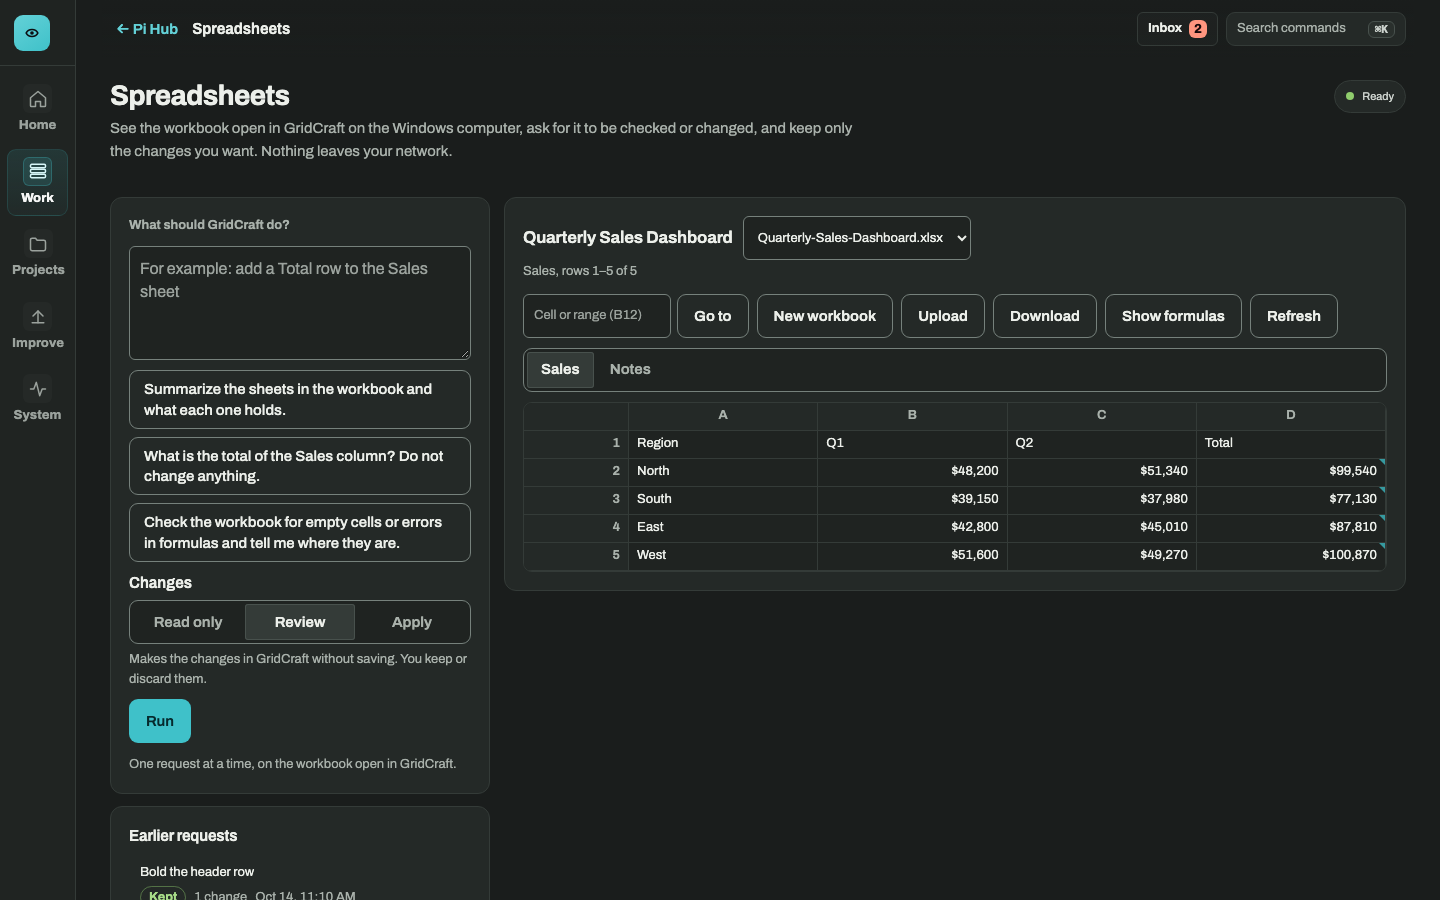 ← Pi Hub Spreadsheets
Inbox 2
Search commands ⌘K
Home
Work
Projects
Improve
System
Spreadsheets
Ready
See the workbook open in GridCraft on the Windows computer, ask for it to be checked or changed, and keep only
the changes you want. Nothing leaves your network.
What should GridCraft do?
For example: add a Total row to the Sales
sheet
Summarize the sheets in the workbook and
what each one holds.
What is the total of the Sales column? Do not
change anything.
Check the workbook for empty cells or errors
in formulas and tell me where they are.
Changes
Read only Review Apply
Makes the changes in GridCraft without saving. You keep or
discard them.
Run
One request at a time, on the workbook open in GridCraft.
Earlier requests
Bold the header row
Kept 1 change Oct 14, 11:10 AM
Quarterly Sales Dashboard Quarterly-Sales-Dashboard.xlsx
Sales, rows 1–5 of 5
Cell or range (B12) Go to New workbook Upload Download Show formulas Refresh
Sales Notes
A B C D
1 Region Q1 Q2 Total
2 North $48,200 $51,340 $99,540
3 South $39,150 $37,980 $77,130
4 East $42,800 $45,010 $87,810
5 West $51,600 $49,270 $100,870